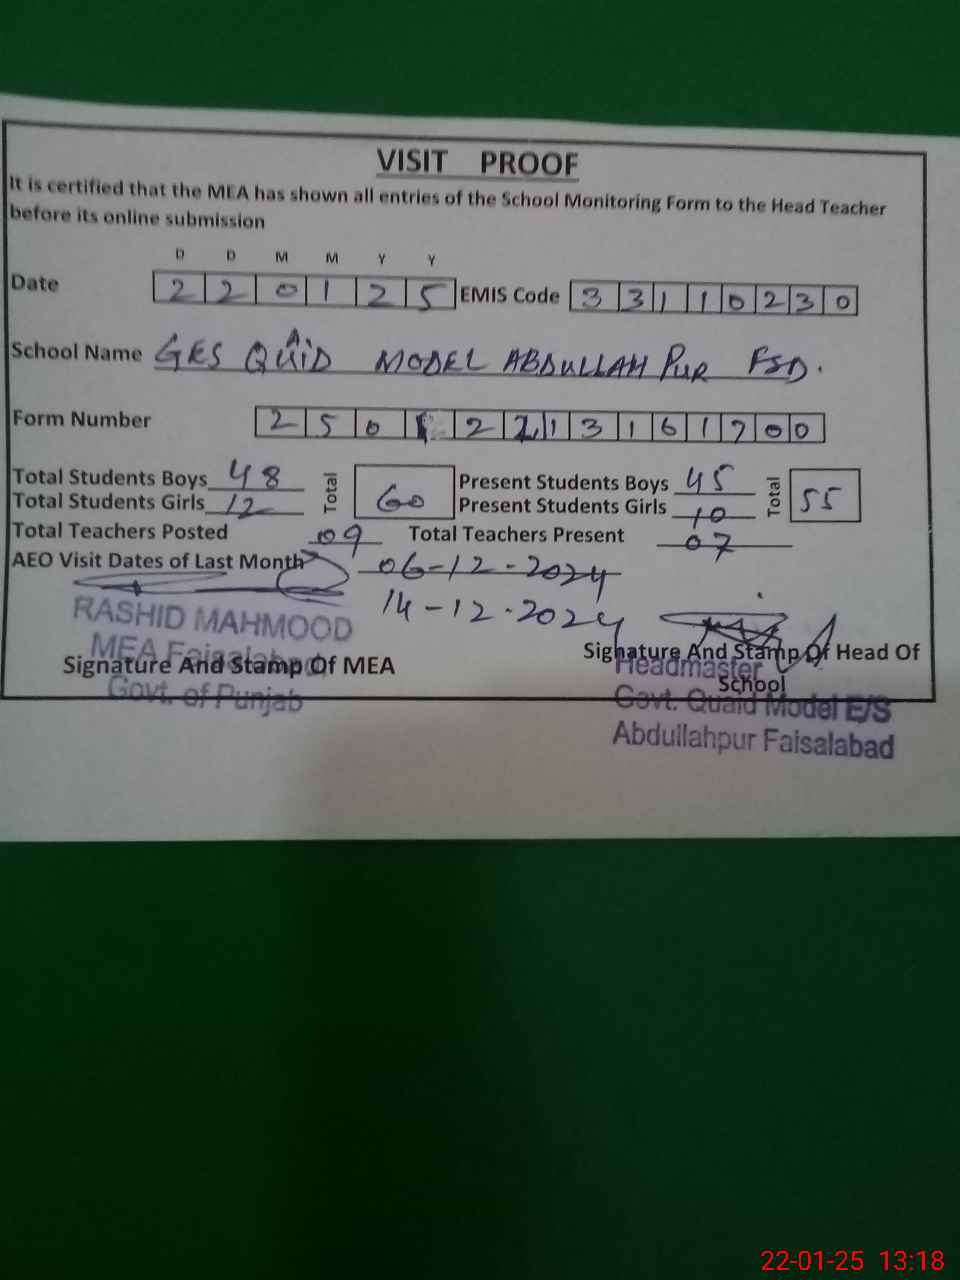 VISIT PROOF
It is certified that the MEA has shown all entries of the School Monitoring Form to the Head Teacher
before its online submission
D D M M Y Y
Date 2 2 0 1 2 5 EMIS Code 3 3 1 1 0 2 3 0
School Name GES QUAID MODEL ABDULLAH PUR FSD.
Form Number 2 5 0 1 2 2 1 3 1 6 1 7 0 0
Total Students Boys 48 Total 60 Present Students Boys 45 Total 55
Total Students Girls 12 Present Students Girls 10
Total Teachers Posted 09 Total Teachers Present 07
AEO Visit Dates of Last Month 06-12-2024
14-12-2024
RASHID MAHMOOD
MEA Faisalabad
Signature And Stamp Of MEA
Govt. of Punjab
Signature And Stamp Of Head Of
School
Headmaster
Govt. Quaid Model E/S
Abdullahpur Faisalabad
22-01-25 13:18